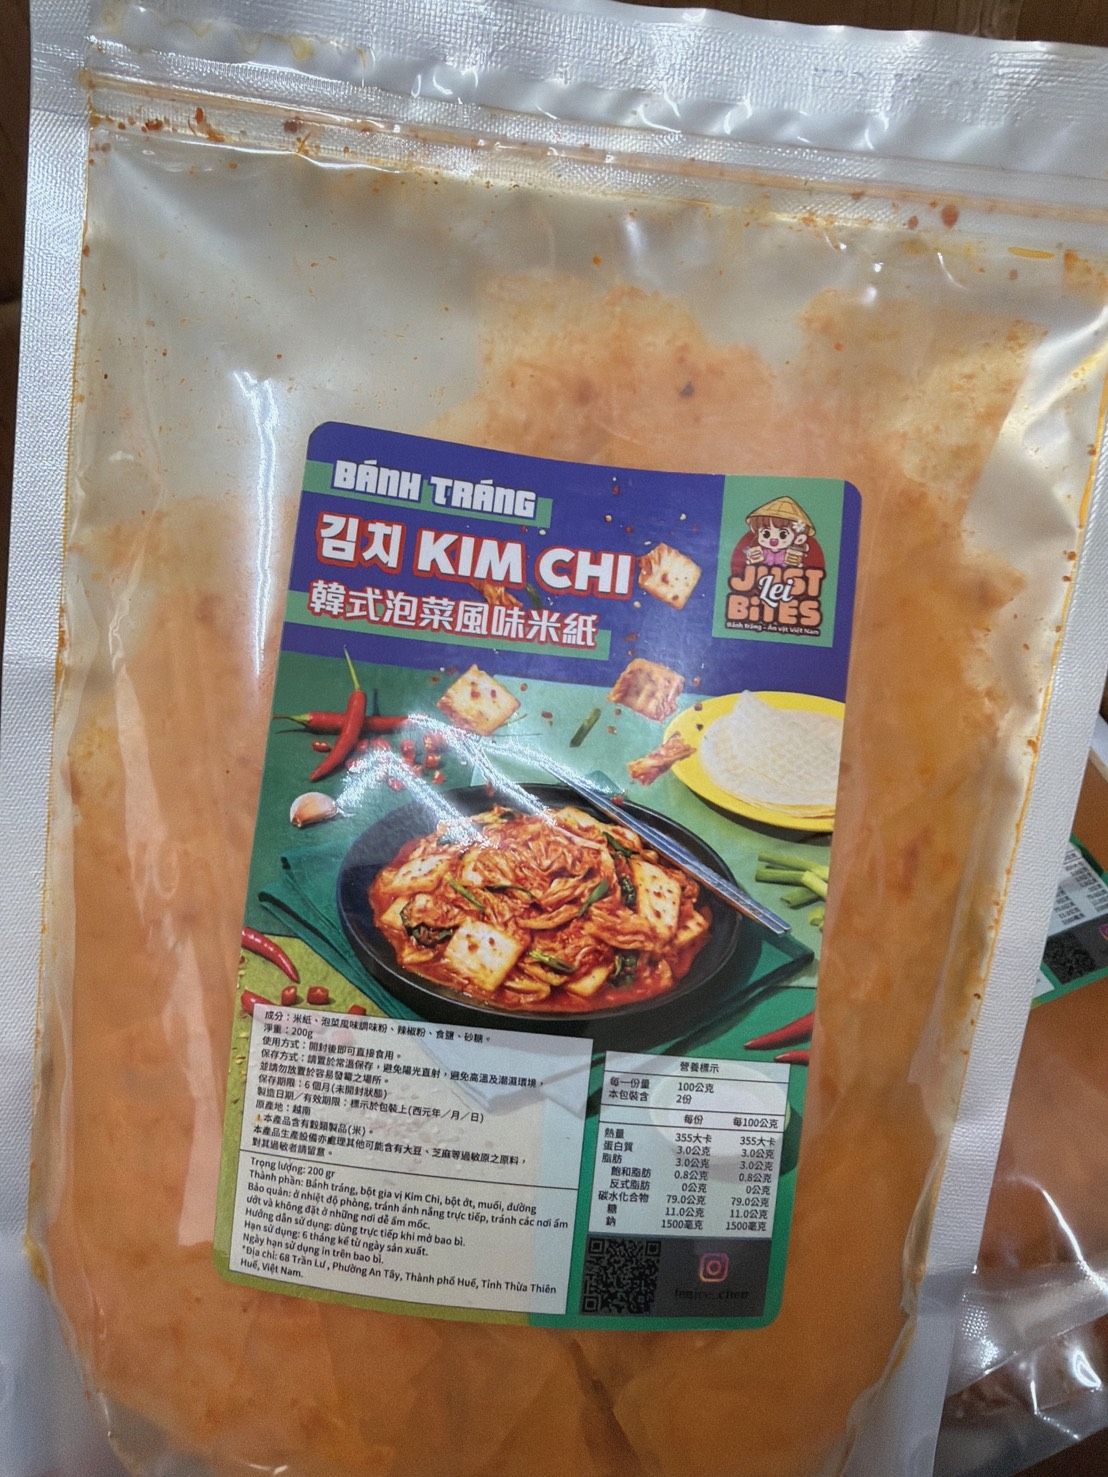 BÁNH TRÁNG
김치 KIM CHI
韓式泡菜風味米紙
JUST
Lei
BITES
Bánh tráng - Ăn vặt Việt Nam
成分：米紙、泡菜風味調味粉、辣椒粉、食鹽、砂糖。
淨重：200g
使用方式：開封後即可直接食用。
保存方式：請置於常溫保存，避免陽光直射，避免高溫及潮濕環境，
並請勿放置於容易發霉之場所。
保存期限：6個月(未開封狀態)
製造日期／有效期限：標示於包裝上(西元年／月／日)
原產地：越南
本產品含有穀類製品(米)。
本產品生產設備亦處理其他可能含有大豆、芝麻等過敏原之原料，
對其過敏者請留意。
Trọng lượng: 200 gr
Thành phần: Bánh tráng, bột gia vị Kim Chi, bột ớt, muối, đường
Bảo quản: ở nhiệt độ phòng, tránh ánh nắng trực tiếp, tránh các nơi ẩm
ướt và không đặt ở những nơi dễ ẩm mốc.
Hướng dẫn sử dụng: dùng trực tiếp khi mở bao bì.
Hạn sử dụng: 6 tháng kể từ ngày sản xuất.
Ngày hạn sử dụng in trên bao bì.
*Địa chỉ: 68 Trần Lư, Phường An Tây, Thành phố Huế, Tỉnh Thừa Thiên
Huế, Việt Nam.
營養標示
每一份量 100公克
本包裝含 2份
每份 每100公克
熱量 355大卡 355大卡
蛋白質 3.0公克 3.0公克
脂肪 3.0公克 3.0公克
飽和脂肪 0.8公克 0.8公克
反式脂肪 0公克 0公克
碳水化合物 79.0公克 79.0公克
糖 11.0公克 11.0公克
鈉 1500毫克 1500毫克